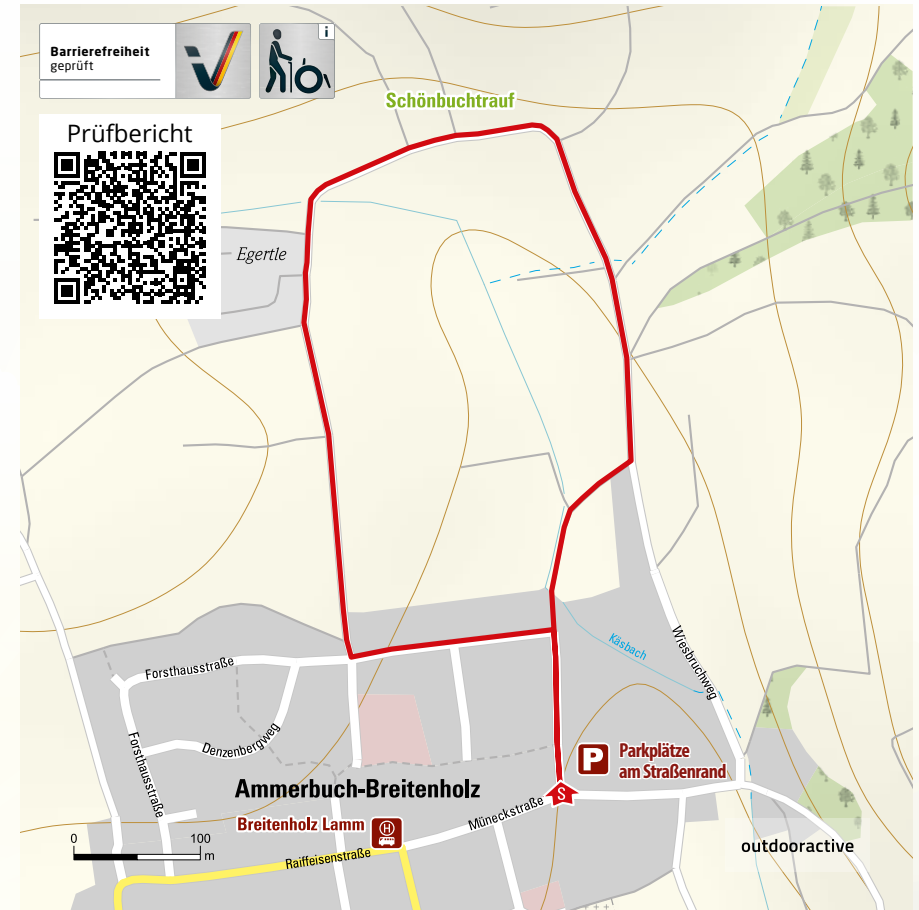 Barrierefreiheit
geprüft
i
Schönbuchtrauf
Prüfbericht
Egertle
Käsbach
Wiesbruchweg
Forsthausstraße
Denzenbergweg
Forsthausstraße
P
Parkplätze
am Straßenrand
Ammerbuch-Breitenholz
S
Müneckstraße
Breitenholz Lamm
H
0 100
m
Raiffeisenstraße
outdooractive